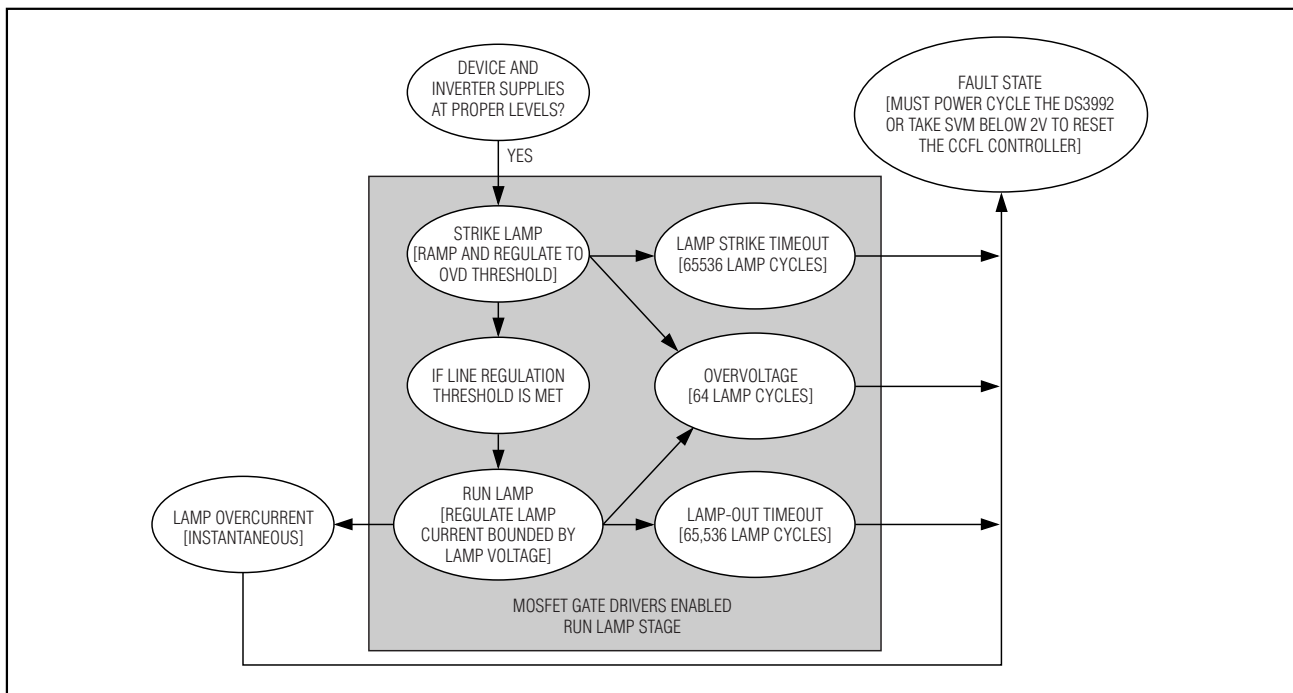 DEVICE AND
INVERTER SUPPLIES
AT PROPER LEVELS?
YES
FAULT STATE
[MUST POWER CYCLE THE DS3992
OR TAKE SVM BELOW 2V TO RESET
THE CCFL CONTROLLER]
STRIKE LAMP
[RAMP AND REGULATE TO
OVD THRESHOLD]
LAMP STRIKE TIMEOUT
[65536 LAMP CYCLES]
IF LINE REGULATION
THRESHOLD IS MET
OVERVOLTAGE
[64 LAMP CYCLES]
LAMP OVERCURRENT
[INSTANTANEOUS]
RUN LAMP
[REGULATE LAMP
CURRENT BOUNDED BY
LAMP VOLTAGE]
LAMP-OUT TIMEOUT
[65,536 LAMP CYCLES]
MOSFET GATE DRIVERS ENABLED
RUN LAMP STAGE